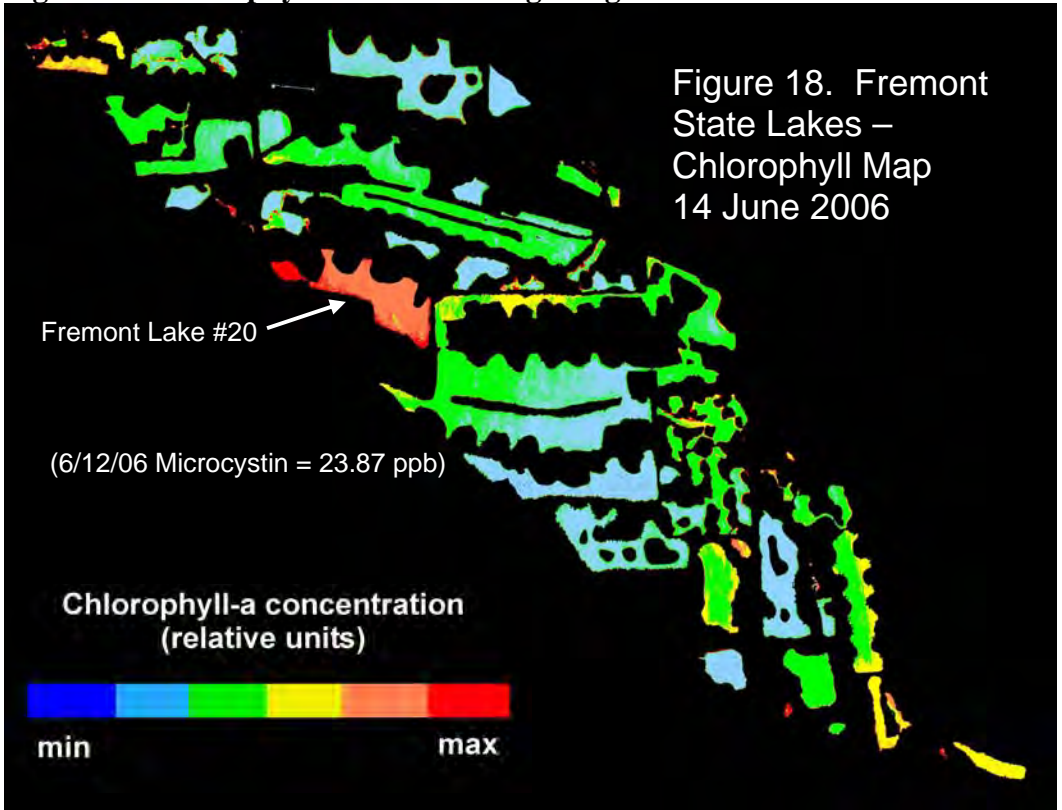 Figure 18. Fremont
State Lakes –
Chlorophyll Map
14 June 2006
Fremont Lake #20
(6/12/06 Microcystin = 23.87 ppb)
Chlorophyll-a concentration
(relative units)
min max